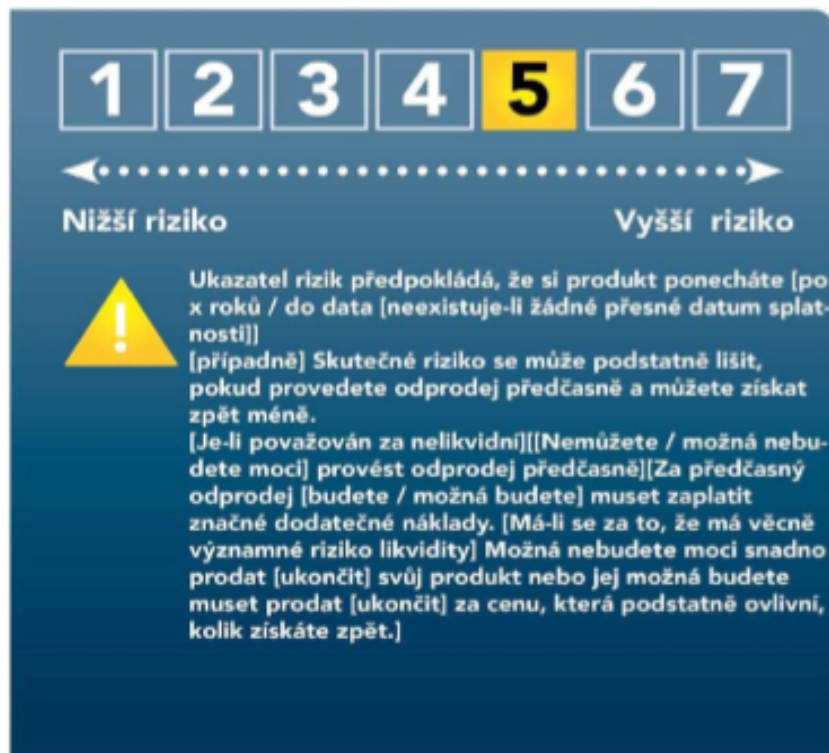 1 2 3 4 5 6 7
Nižší riziko Vyšší riziko
!
Ukazatel rizik předpokládá, že si produkt ponecháte [po
x roků / do data [neexistuje-li žádné přesné datum splat-
nosti]]
[případně] Skutečné riziko se může podstatně lišit,
pokud provedete odprodej předčasně a můžete získat
zpět méně.
[Je-li považován za nelikvidní][[Nemůžete / možná nebu-
dete moci] provést odprodej předčasně][Za předčasný
odprodej [budete / možná budete] muset zaplatit
značné dodatečné náklady. [Má-li se za to, že má věcně
významné riziko likvidity] Možná nebudete moci snadno
prodat [ukončit] svůj produkt nebo jej možná budete
muset prodat [ukončit] za cenu, která podstatně ovlivní,
kolik získáte zpět.]